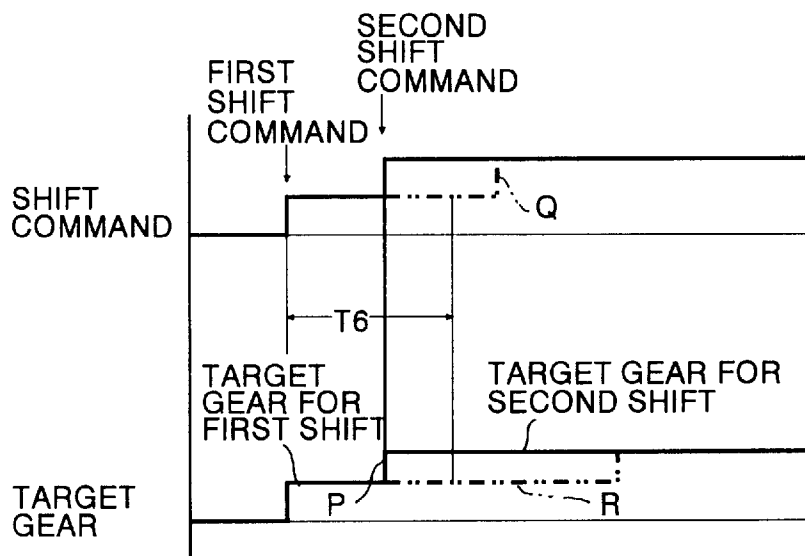 SECOND
SHIFT
COMMAND
FIRST
SHIFT
COMMAND
SHIFT
COMMAND
Q
T6
TARGET
GEAR FOR
FIRST SHIFT
TARGET GEAR FOR
SECOND SHIFT
P
R
TARGET
GEAR